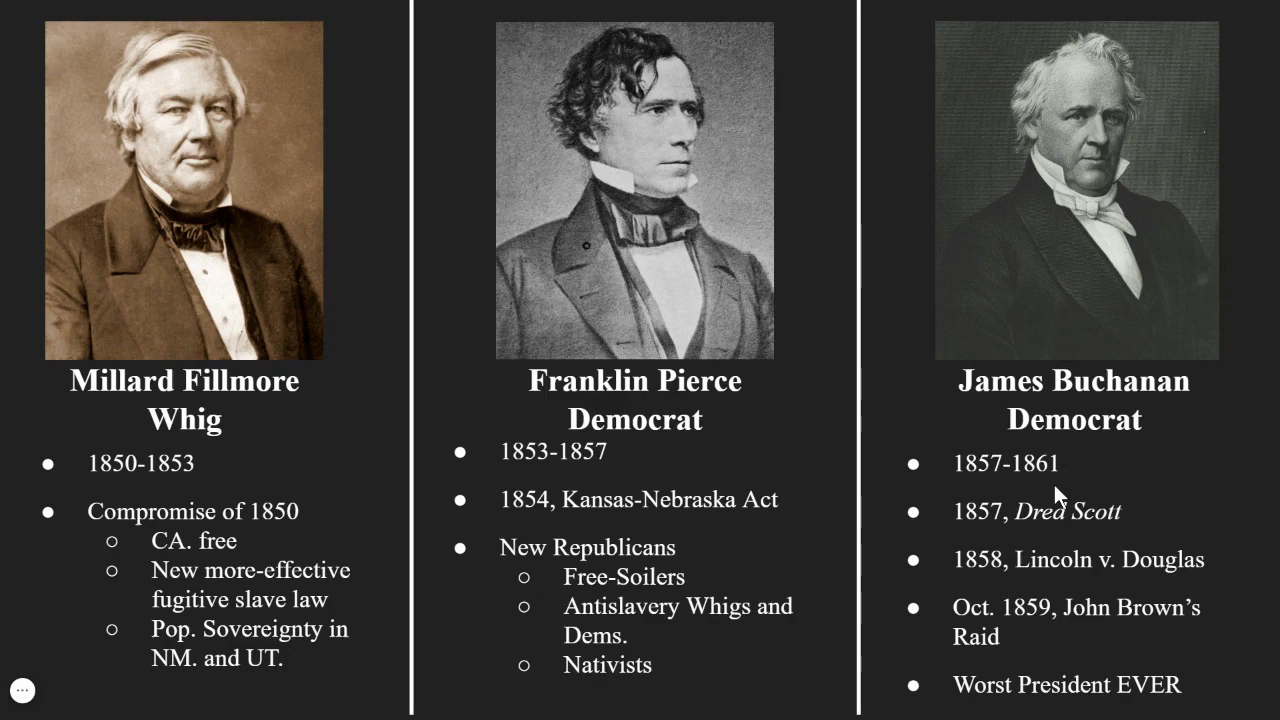 Millard Fillmore
Whig
● 1850-1853
● Compromise of 1850
○ CA. free
○ New more-effective
fugitive slave law
○ Pop. Sovereignty in
NM. and UT.
Franklin Pierce
Democrat
● 1853-1857
● 1854, Kansas-Nebraska Act
● New Republicans
○ Free-Soilers
○ Antislavery Whigs and
Dems.
○ Nativists
James Buchanan
Democrat
● 1857-1861
● 1857, Dred Scott
● 1858, Lincoln v. Douglas
● Oct. 1859, John Brown’s
Raid
● Worst President EVER